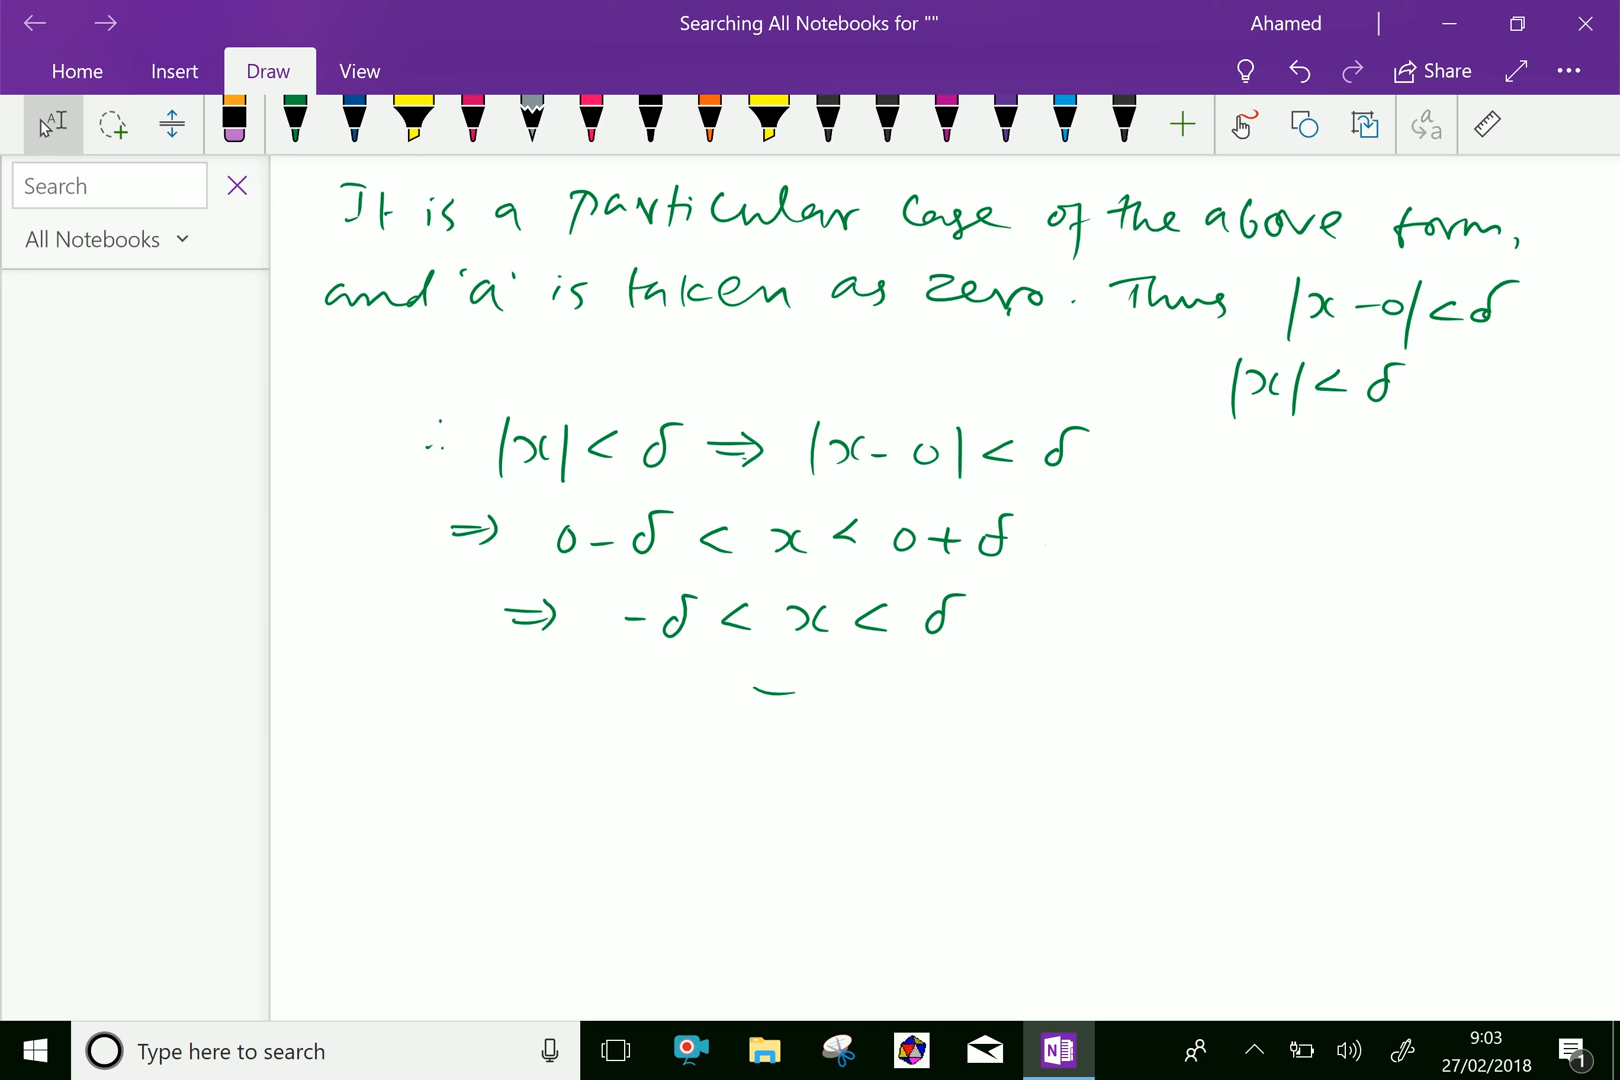 Searching All Notebooks for ""
Ahamed
Home Insert Draw View
Share
Search
All Notebooks
It is a particular case of the above form,
and 'a' is taken as zero. Thus |x-0|<δ
|x|<δ
∴ |x|<δ ⇒ |x-0|<δ
⇒ 0-δ < x < 0+δ
⇒ -δ < x < δ
Type here to search
9:03
27/02/2018
1